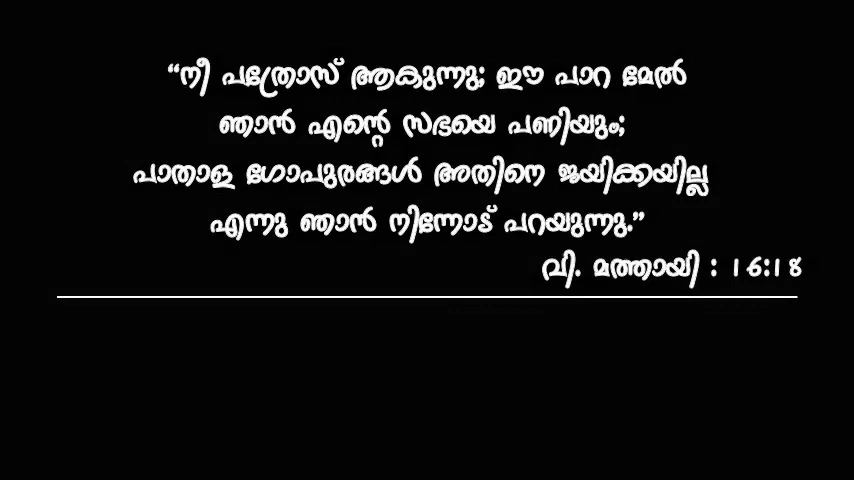 “നീ പത്രോസ് ആകുന്നു; ഈ പാറ മേൽ
ഞാൻ എന്റെ സഭയെ പണിയും;
പാതാള ഗോപുരങ്ങൾ അതിനെ ജയിക്കയില്ല
എന്നു ഞാൻ നിന്നോട് പറയുന്നു.”
വി. മത്തായി : 16:18